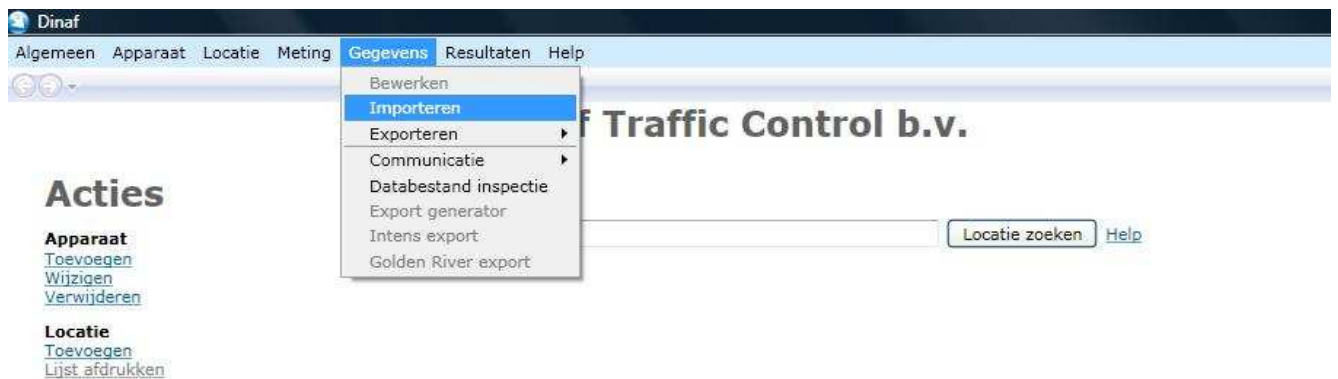 Dinaf
Algemeen Apparaat Locatie Meting Gegevens Resultaten Help
Bewerken
Importeren
Exporteren
Communicatie
Databestand inspectie
Export generator
Intens export
Golden River export
Traffic Control b.v.
Acties
Locatie zoeken Help
Apparaat
Toevoegen
Wijzigen
Verwijderen
Locatie
Toevoegen
Lijst afdrukken